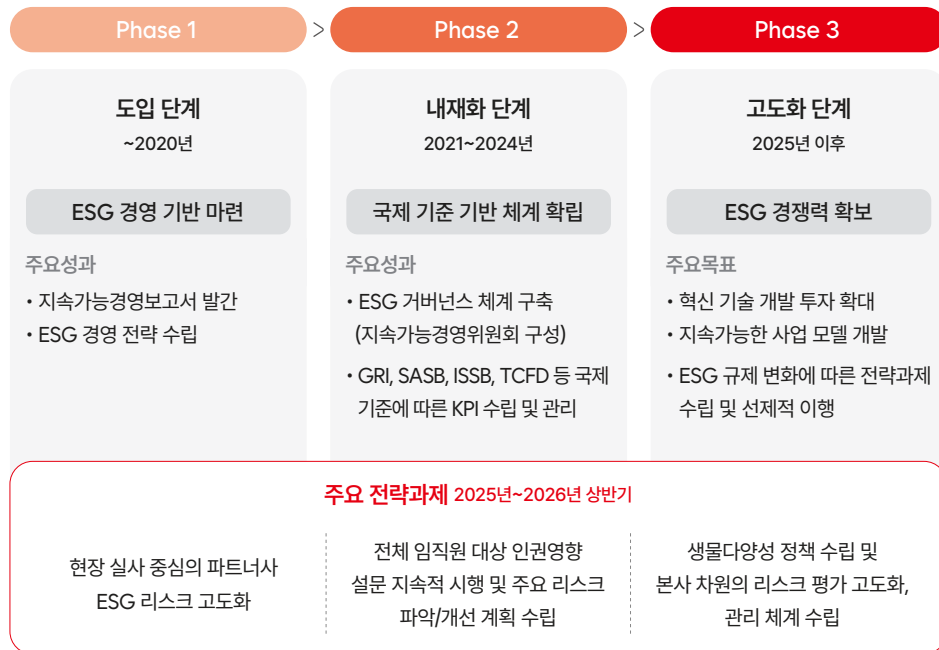 Phase 1
>
Phase 2
>
Phase 3
도입 단계
~2020년
ESG 경영 기반 마련
주요성과
• 지속가능경영보고서 발간
• ESG 경영 전략 수립
내재화 단계
2021~2024년
국제 기준 기반 체계 확립
주요성과
• ESG 거버넌스 체계 구축
(지속가능경영위원회 구성)
• GRI, SASB, ISSB, TCFD 등 국제
기준에 따른 KPI 수립 및 관리
고도화 단계
2025년 이후
ESG 경쟁력 확보
주요목표
• 혁신 기술 개발 투자 확대
• 지속가능한 사업 모델 개발
• ESG 규제 변화에 따른 전략과제
수립 및 선제적 이행
주요 전략과제 2025년~2026년 상반기
현장 실사 중심의 파트너사
ESG 리스크 고도화
전체 임직원 대상 인권영향
설문 지속적 시행 및 주요 리스크
파악/개선 계획 수립
생물다양성 정책 수립 및
본사 차원의 리스크 평가 고도화,
관리 체계 수립